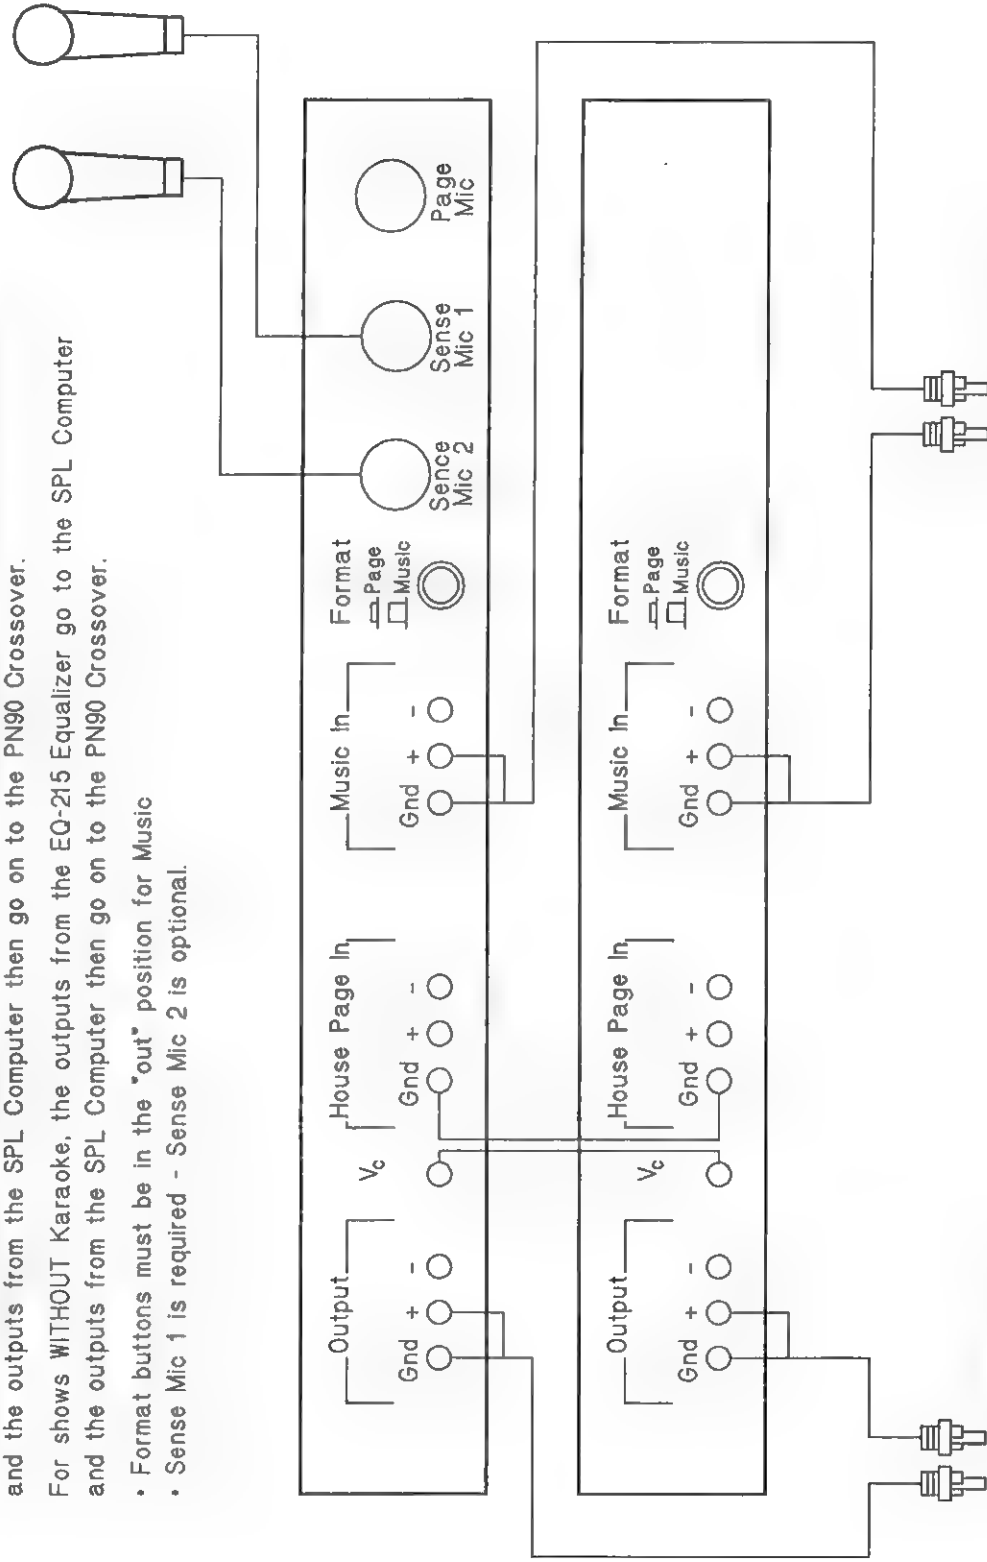 and the outputs from the SPL Computer then go on to the PN90 Crossover.
For shows WITHOUT Karaoke, the outputs from the EQ-215 Equalizer go to the SPL Computer
and the outputs from the SPL Computer then go on to the PN90 Crossover.
• Format buttons must be in the "out" position for Music
• Sense Mic 1 is required - Sense Mic 2 is optional.
Output
Gnd + -
Vc
House Page In
Gnd + -
Music In
Gnd + -
Format
Page
Music
Sence
Mic 2
Sense
Mic 1
Page
Mic
Output
Gnd + -
Vc
House Page In
Gnd + -
Music In
Gnd + -
Format
Page
Music